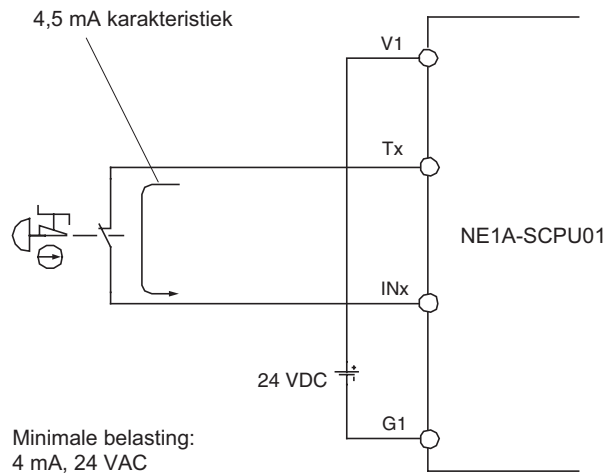 4,5 mA karakteristiek
V1
Tx
NE1A-SCPU01
INx
24 VDC
G1
Minimale belasting:
4 mA, 24 VAC